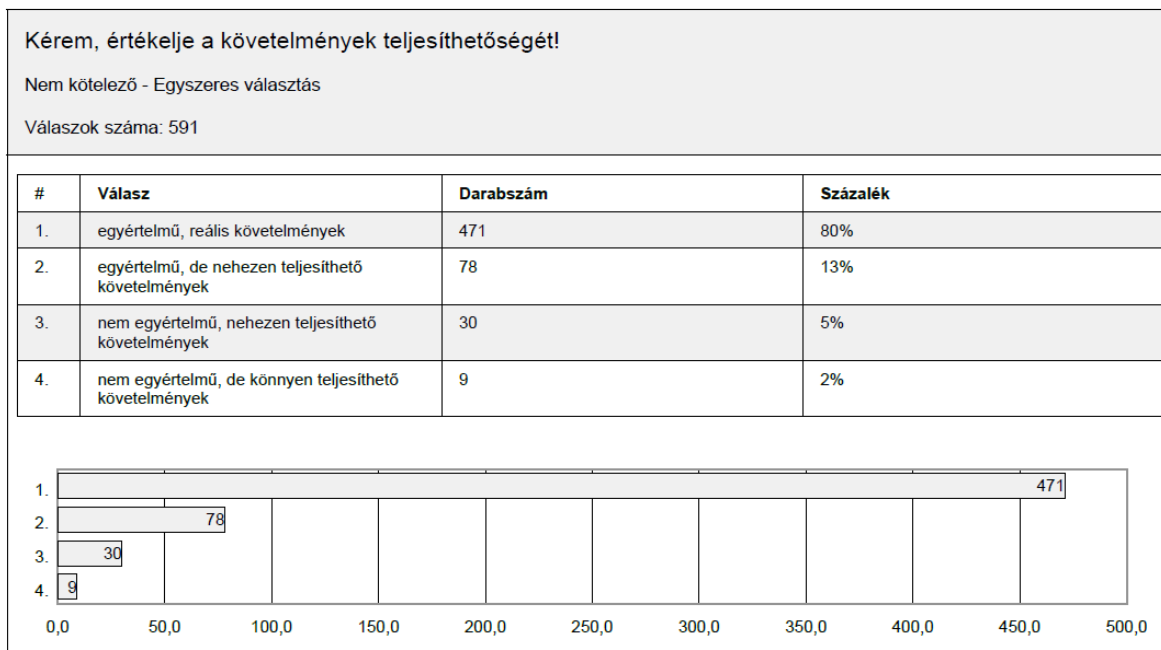 Kérem, értékelje a követelmények teljesíthetőségét!
Nem kötelező - Egyszeres választás
Válaszok száma: 591
# Válasz Darabszám Százalék
1. egyértelmű, reális követelmények 471 80%
2. egyértelmű, de nehezen teljesíthető 78 13%
követelmények
3. nem egyértelmű, nehezen teljesíthető 30 5%
követelmények
4. nem egyértelmű, de könnyen teljesíthető 9 2%
követelmények
1. 471
2. 78
3. 30
4. 9
0,0 50,0 100,0 150,0 200,0 250,0 300,0 350,0 400,0 450,0 500,0